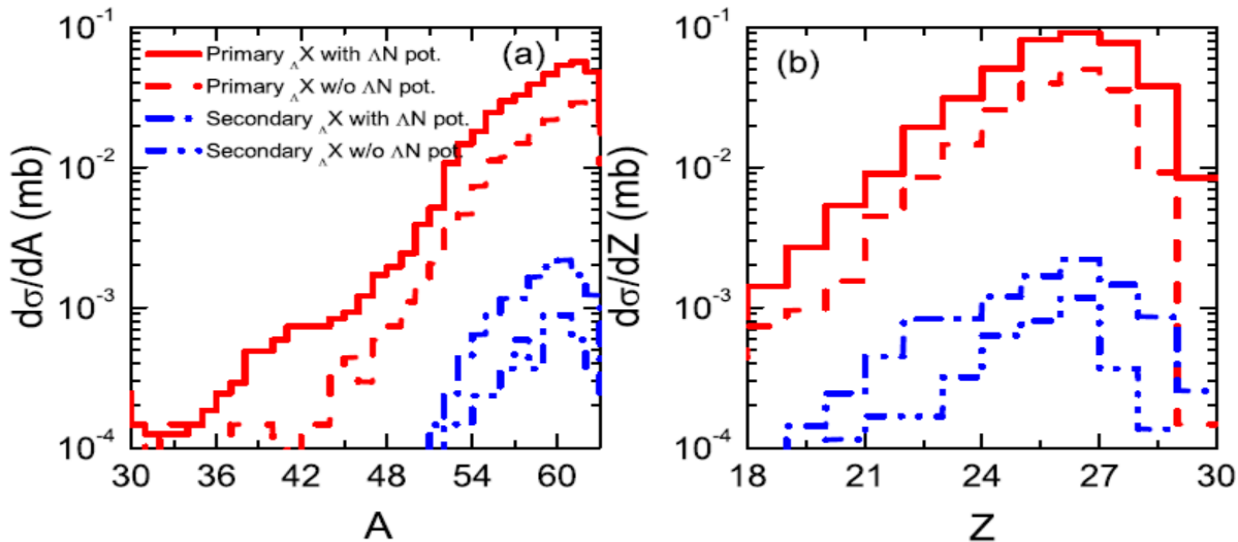 (a)
Primary ΛX with ΛN pot.
Primary ΛX w/o ΛN pot.
Secondary ΛX with ΛN pot.
Secondary ΛX w/o ΛN pot.
10⁻¹
10⁻²
10⁻³
10⁻⁴
dσ/dA (mb)
30 36 42 48 54 60
A
(b)
10⁻¹
10⁻²
10⁻³
10⁻⁴
dσ/dZ (mb)
18 21 24 27 30
Z